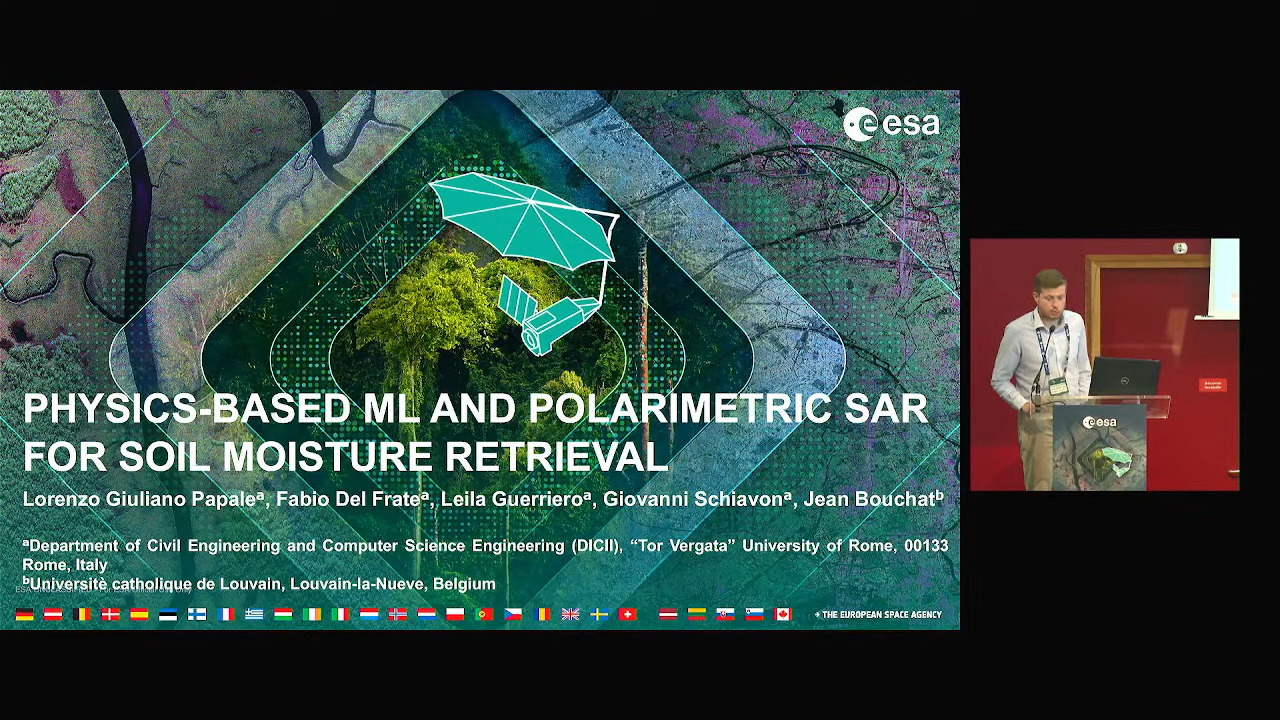 esa
PHYSICS-BASED ML AND POLARIMETRIC SAR
FOR SOIL MOISTURE RETRIEVAL
Lorenzo Giuliano Papaleᵃ, Fabio Del Frateᵃ, Leila Guerrieroᵃ, Giovanni Schiavonᵃ, Jean Bouchatᵇ
ᵃDepartment of Civil Engineering and Computer Science Engineering (DICII), “Tor Vergata” University of Rome, 00133
Rome, Italy
ᵇUniversitè catholique de Louvain, Louvain-la-Nueve, Belgium
→ THE EUROPEAN SPACE AGENCY
esa